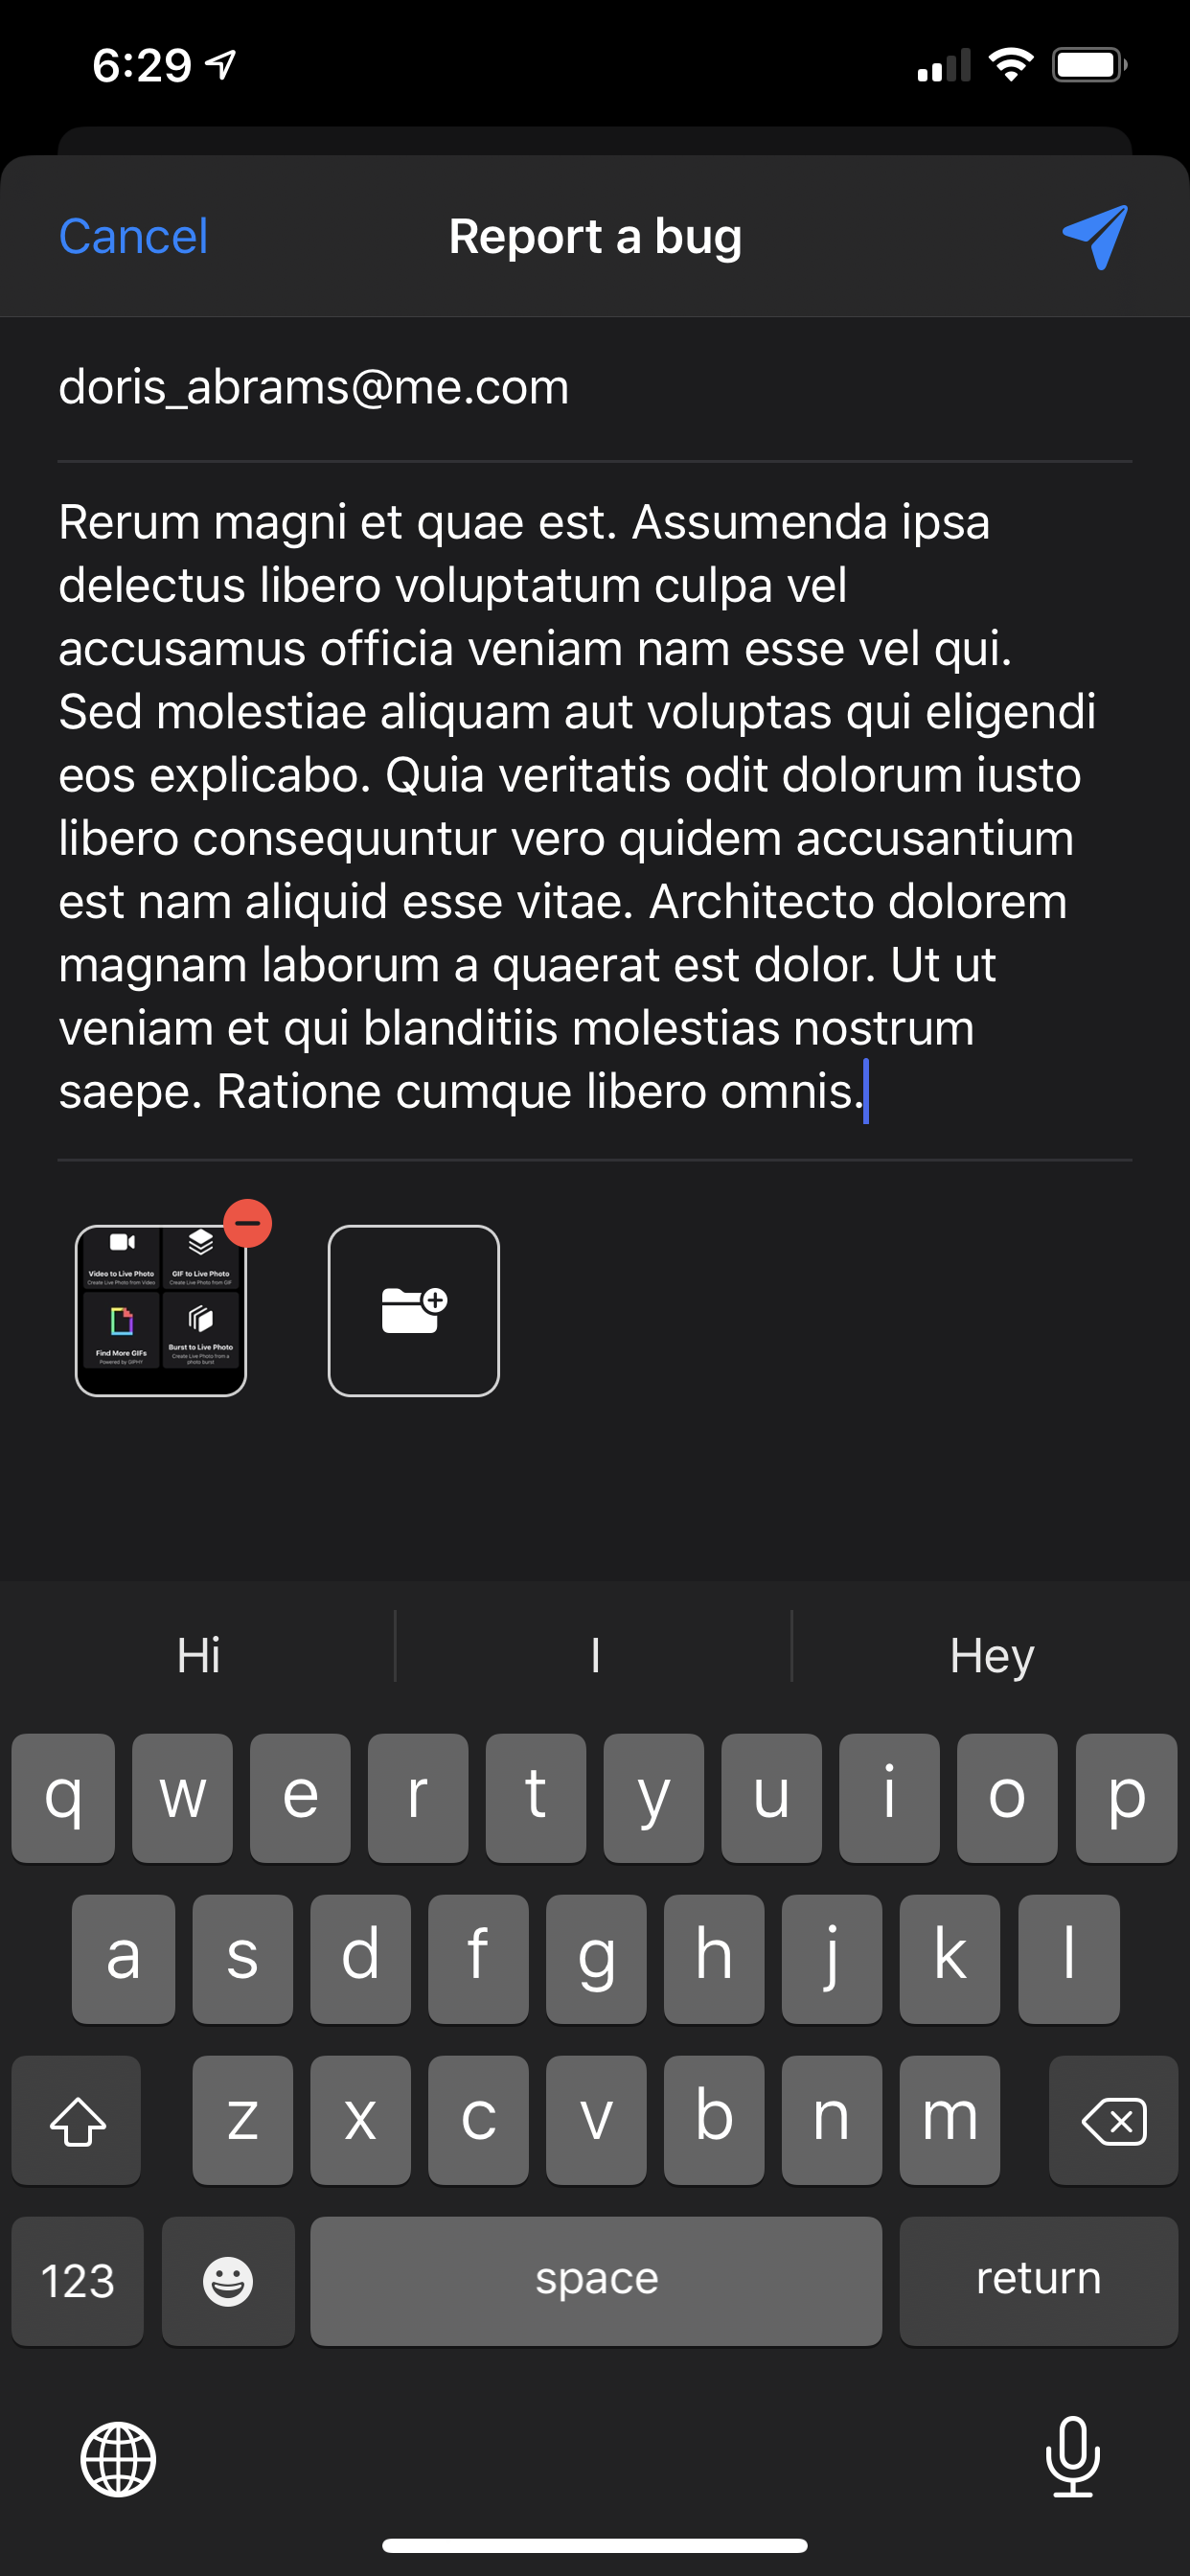 6:29
Cancel
Report a bug
doris_abrams@me.com
Rerum magni et quae est. Assumenda ipsa
delectus libero voluptatum culpa vel
accusamus officia veniam nam esse vel qui.
Sed molestiae aliquam aut voluptas qui eligendi
eos explicabo. Quia veritatis odit dolorum iusto
libero consequuntur vero quidem accusantium
est nam aliquid esse vitae. Architecto dolorem
magnam laborum a quaerat est dolor. Ut ut
veniam et qui blanditiis molestias nostrum
saepe. Ratione cumque libero omnis.
Video to Live Photo
Create Live Photo from Video
GIF to Live Photo
Create Live Photo from GIF
Find More GIFs
Powered by GIPHY
Burst to Live Photo
Create Live Photo from a
photo burst
Hi I Hey
q w e r t y u i o p
a s d f g h j k l
z x c v b n m
123 space return